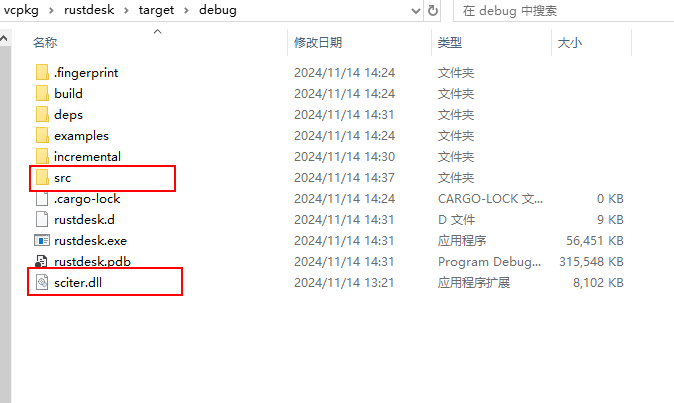 vcpkg > rustdesk > target > debug
在 debug 中搜索
名称 修改日期 类型 大小
.fingerprint 2024/11/14 14:24 文件夹
build 2024/11/14 14:24 文件夹
deps 2024/11/14 14:31 文件夹
examples 2024/11/14 14:24 文件夹
incremental 2024/11/14 14:30 文件夹
src 2024/11/14 14:37 文件夹
.cargo-lock 2024/11/14 14:24 CARGO-LOCK 文... 0 KB
rustdesk.d 2024/11/14 14:31 D 文件 9 KB
rustdesk.exe 2024/11/14 14:31 应用程序 56,451 KB
rustdesk.pdb 2024/11/14 14:31 Program Debug... 315,548 KB
sciter.dll 2024/11/14 13:21 应用程序扩展 8,102 KB